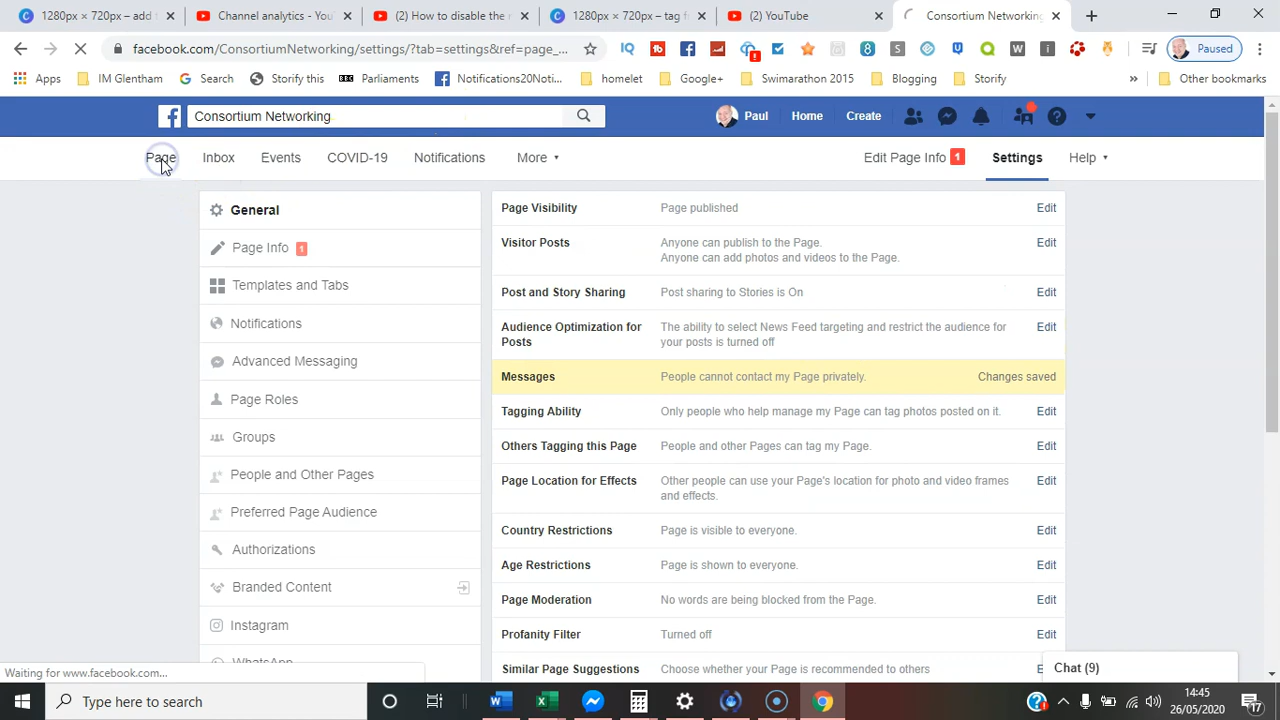 1280px × 720px – add t
Channel analytics - You
(2) How to disable the m
1280px × 720px – tag f
(2) YouTube
Consortium Networking
facebook.com/ConsortiumNetworking/settings/?tab=settings&ref=page_...
Paused
Apps
IM Glentham
Search
Storify this
Parliaments
Notifications20Noti...
homelet
Google+
Swimarathon 2015
Blogging
Storify
»
Other bookmarks
Consortium Networking
Paul
Home
Create
Page
Inbox
Events
COVID-19
Notifications
More
Edit Page Info 1
Settings
Help
General
Page Info 1
Templates and Tabs
Notifications
Advanced Messaging
Page Roles
Groups
People and Other Pages
Preferred Page Audience
Authorizations
Branded Content
Instagram
WhatsApp
Page Visibility Page published Edit
Visitor Posts Anyone can publish to the Page. Edit
Anyone can add photos and videos to the Page.
Post and Story Sharing Post sharing to Stories is On Edit
Audience Optimization for The ability to select News Feed targeting and restrict the audience for Edit
Posts your posts is turned off
Messages People cannot contact my Page privately. Changes saved
Tagging Ability Only people who help manage my Page can tag photos posted on it. Edit
Others Tagging this Page People and other Pages can tag my Page. Edit
Page Location for Effects Other people can use your Page's location for photo and video frames Edit
and effects.
Country Restrictions Page is visible to everyone. Edit
Age Restrictions Page is shown to everyone. Edit
Page Moderation No words are being blocked from the Page. Edit
Profanity Filter Turned off Edit
Similar Page Suggestions Choose whether your Page is recommended to others
Chat (9)
Waiting for www.facebook.com...
Type here to search
14:45
26/05/2020
17